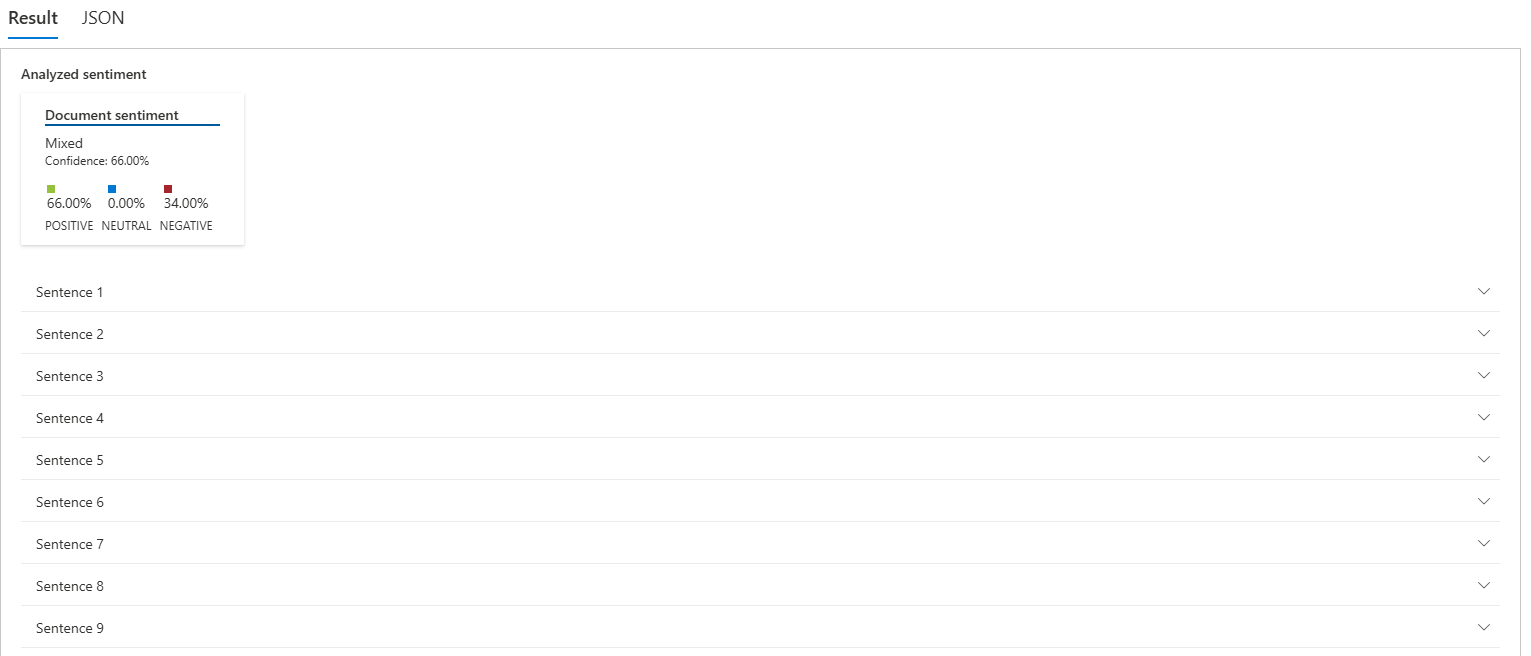 Result JSON
Analyzed sentiment
Document sentiment
Mixed
Confidence: 66.00%
66.00% 0.00% 34.00%
POSITIVE NEUTRAL NEGATIVE
Sentence 1
Sentence 2
Sentence 3
Sentence 4
Sentence 5
Sentence 6
Sentence 7
Sentence 8
Sentence 9